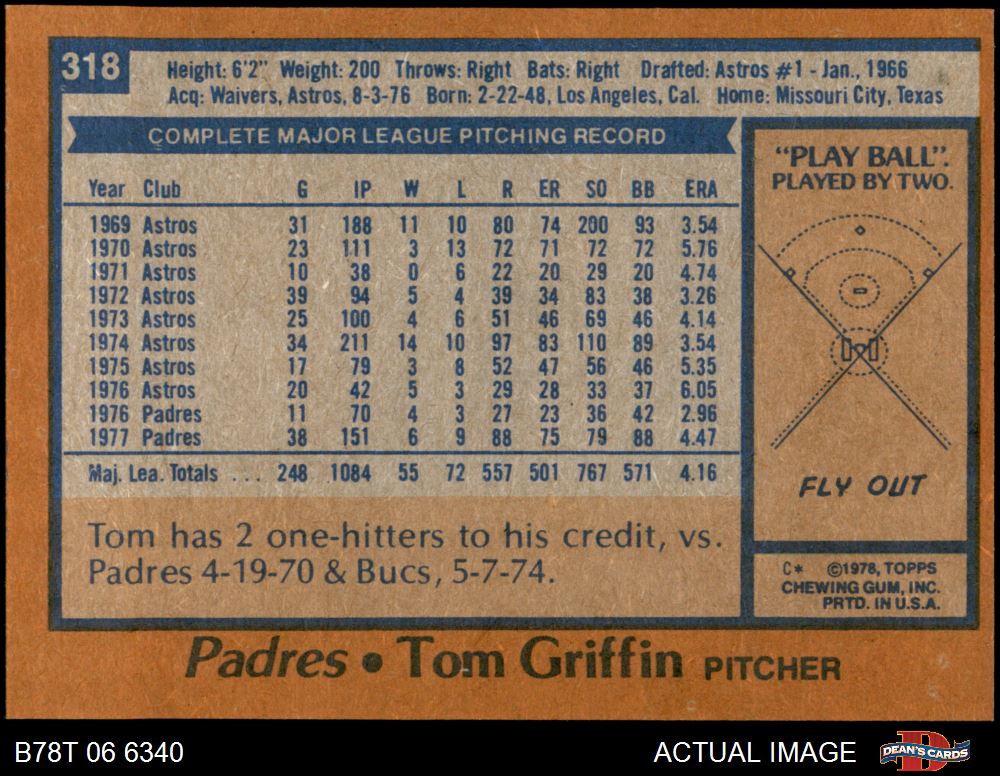 318
Height: 6'2" Weight: 200 Throws: Right Bats: Right Drafted: Astros #1 - Jan., 1966
Acq: Waivers, Astros, 8-3-76 Born: 2-22-48, Los Angeles, Cal. Home: Missouri City, Texas
COMPLETE MAJOR LEAGUE PITCHING RECORD
Year Club G IP W L R ER SO BB ERA
1969 Astros 31 188 11 10 80 74 200 93 3.54
1970 Astros 23 111 3 13 72 71 72 72 5.76
1971 Astros 10 38 0 6 22 20 29 20 4.74
1972 Astros 39 94 5 4 39 34 83 38 3.26
1973 Astros 25 100 4 6 51 46 69 46 4.14
1974 Astros 34 211 14 10 97 83 110 89 3.54
1975 Astros 17 79 3 8 52 47 56 46 5.35
1976 Astros 20 42 5 3 29 28 33 37 6.05
1976 Padres 11 70 4 3 27 23 36 42 2.96
1977 Padres 38 151 6 9 88 75 79 88 4.47
Maj. Lea. Totals ... 248 1084 55 72 557 501 767 571 4.16
Tom has 2 one-hitters to his credit, vs.
Padres 4-19-70 & Bucs, 5-7-74.
"PLAY BALL".
PLAYED BY TWO.
FLY OUT
C* ©1978, TOPPS
CHEWING GUM, INC.
PRTD. IN U.S.A.
Padres • Tom Griffin PITCHER
B78T 06 6340
ACTUAL IMAGE
DEAN'S CARDS